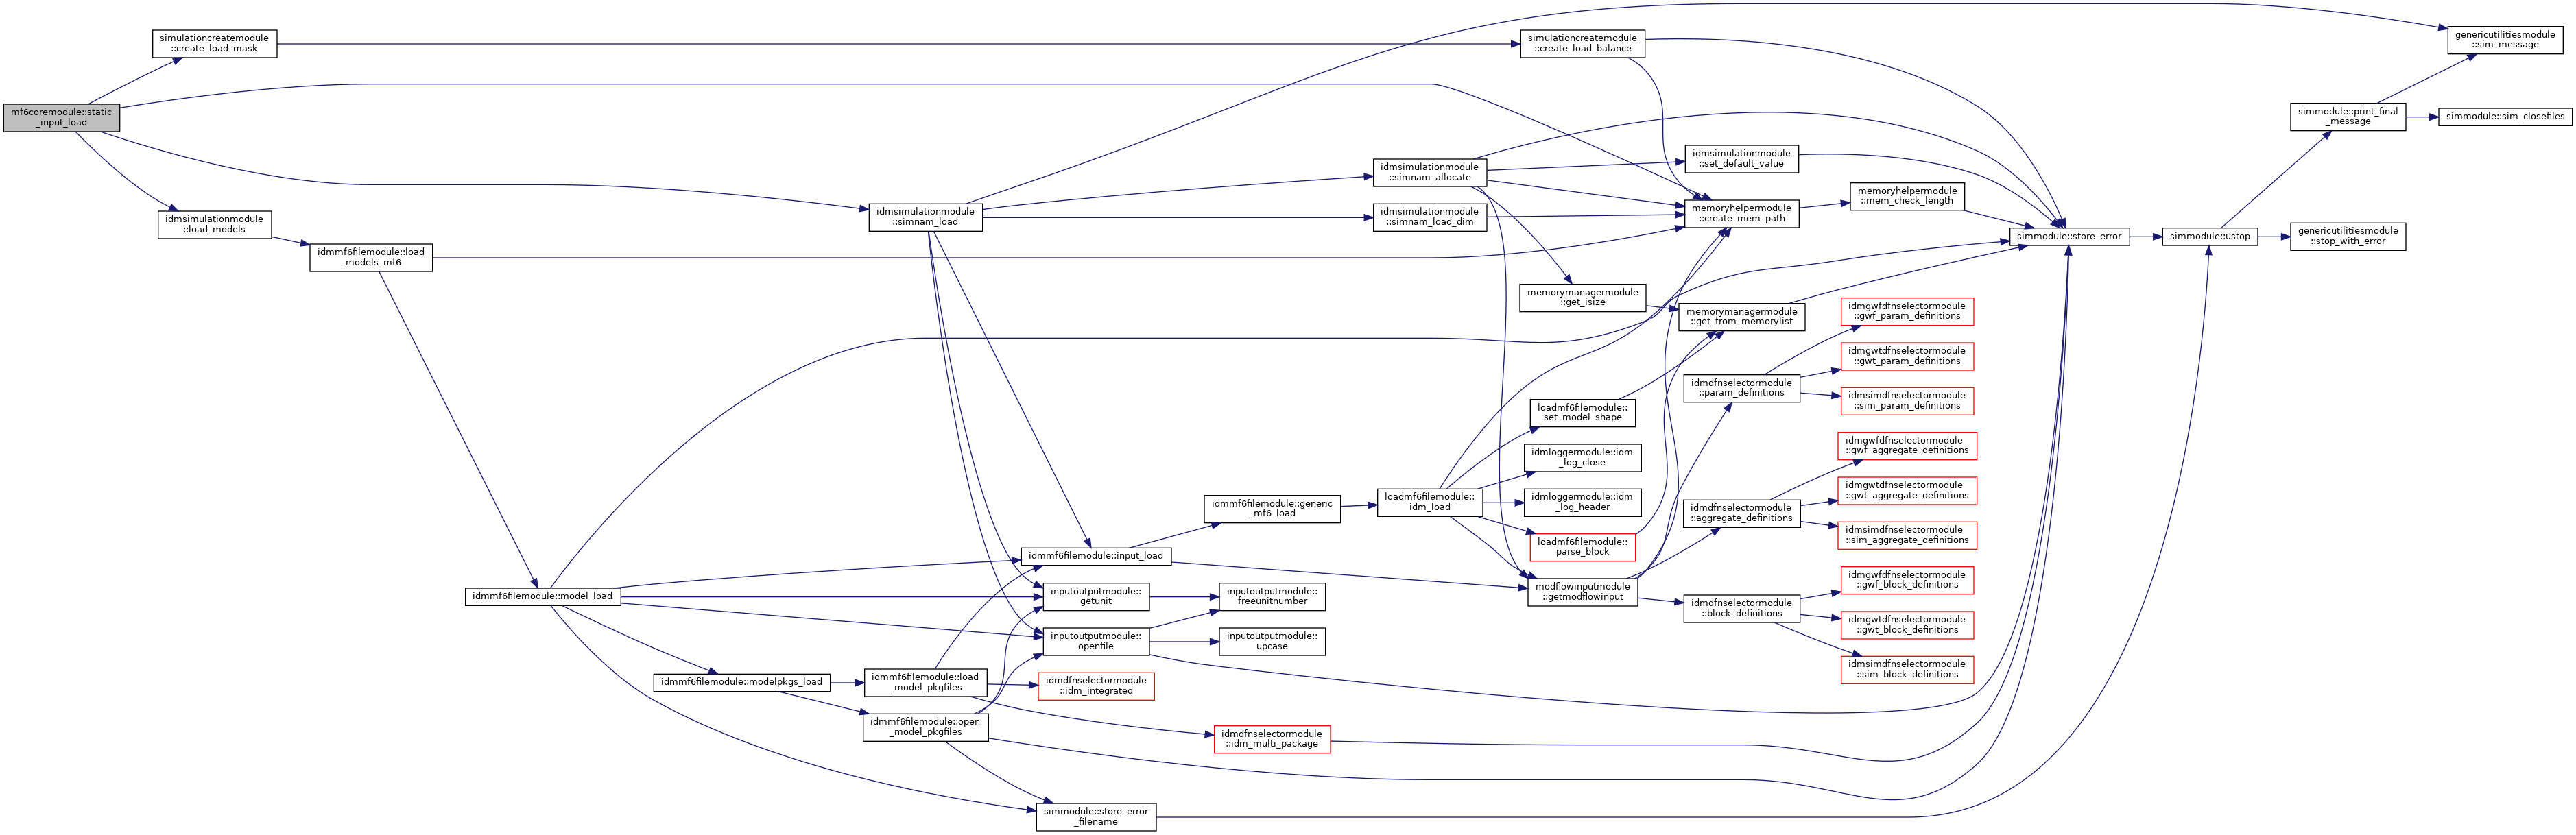 mf6coremodule::static
_input_load
simulationcreatemodule
::create_load_mask
idmsimulationmodule
::load_models
idmmf6filemodule::load
_models_mf6
idmmf6filemodule::model_load
idmmf6filemodule::modelpkgs_load
idmsimulationmodule
::simnam_load
idmmf6filemodule::load
_model_pkgfiles
idmmf6filemodule::open
_model_pkgfiles
idmmf6filemodule::input_load
inputoutputmodule::
getunit
inputoutputmodule::
openfile
idmdfnselectormodule
::idm_integrated
simmodule::store_error
_filename
idmmf6filemodule::generic
_mf6_load
inputoutputmodule::
freeunitnumber
inputoutputmodule::
upcase
idmdfnselectormodule
::idm_multi_package
idmsimulationmodule
::simnam_allocate
idmsimulationmodule
::simnam_load_dim
loadmf6filemodule::
idm_load
simulationcreatemodule
::create_load_balance
memorymanagermodule
::get_isize
loadmf6filemodule::
set_model_shape
idmloggermodule::idm
_log_close
idmloggermodule::idm
_log_header
loadmf6filemodule::
parse_block
modflowinputmodule
::getmodflowinput
idmsimulationmodule
::set_default_value
memoryhelpermodule
::create_mem_path
memorymanagermodule
::get_from_memorylist
idmdfnselectormodule
::param_definitions
idmdfnselectormodule
::aggregate_definitions
idmdfnselectormodule
::block_definitions
memoryhelpermodule
::mem_check_length
idmgwfdfnselectormodule
::gwf_param_definitions
idmgwtdfnselectormodule
::gwt_param_definitions
idmsimdfnselectormodule
::sim_param_definitions
idmgwfdfnselectormodule
::gwf_aggregate_definitions
idmgwtdfnselectormodule
::gwt_aggregate_definitions
idmsimdfnselectormodule
::sim_aggregate_definitions
idmgwfdfnselectormodule
::gwf_block_definitions
idmgwtdfnselectormodule
::gwt_block_definitions
idmsimdfnselectormodule
::sim_block_definitions
simmodule::store_error
simmodule::ustop
simmodule::print_final
_message
genericutilitiesmodule
::stop_with_error
genericutilitiesmodule
::sim_message
simmodule::sim_closefiles